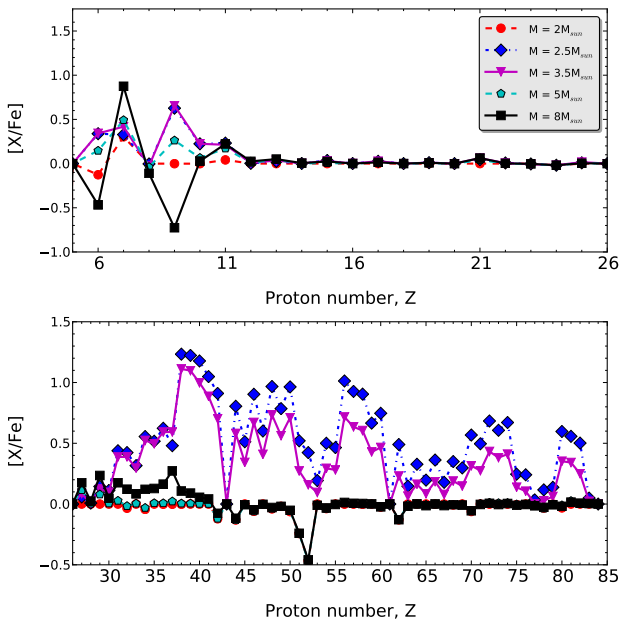 1.5
1.0
0.5
0.0
−0.5
−1.0
[X/Fe]
M = 2M_sun
M = 2.5M_sun
M = 3.5M_sun
M = 5M_sun
M = 8M_sun
6 11 16 21 26
Proton number, Z
1.5
1.0
0.5
0.0
−0.5
[X/Fe]
30 35 40 45 50 55 60 65 70 75 80 85
Proton number, Z